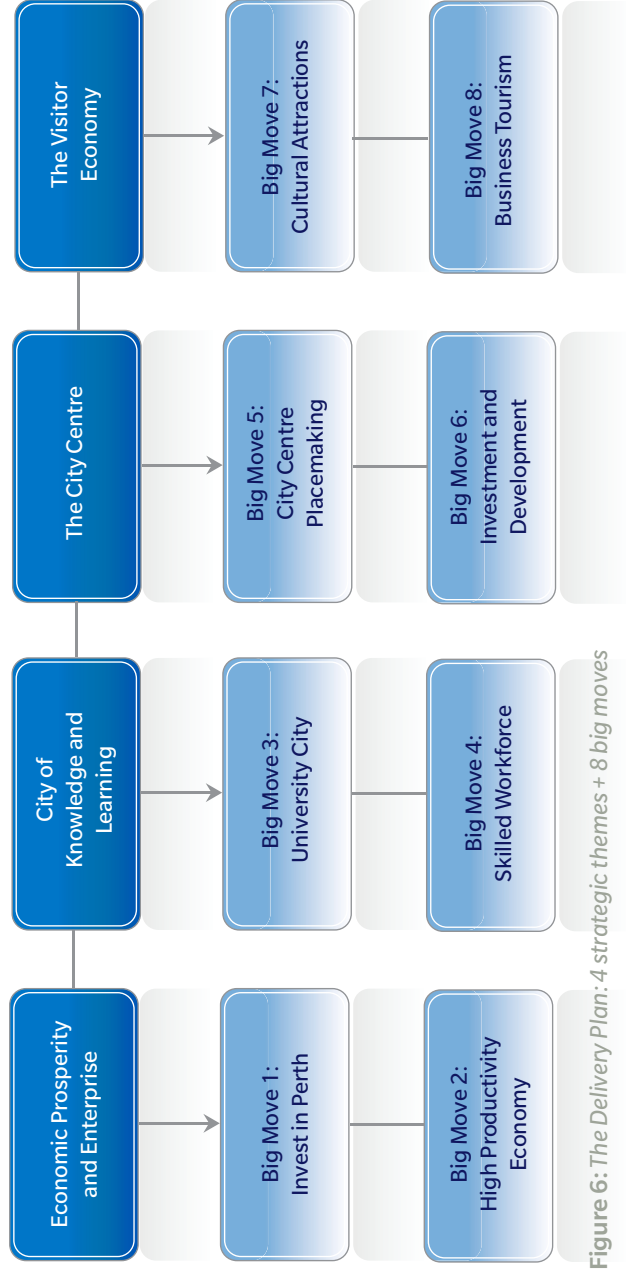 Economic Prosperity
and Enterprise
City of
Knowledge and
Learning
The City Centre
The Visitor
Economy
Big Move 1:
Invest in Perth
Big Move 3:
University City
Big Move 5:
City Centre
Placemaking
Big Move 7:
Cultural Attractions
Big Move 2:
High Productivity
Economy
Big Move 4:
Skilled Workforce
Big Move 6:
Investment and
Development
Big Move 8:
Business Tourism
Figure 6: The Delivery Plan: 4 strategic themes + 8 big moves